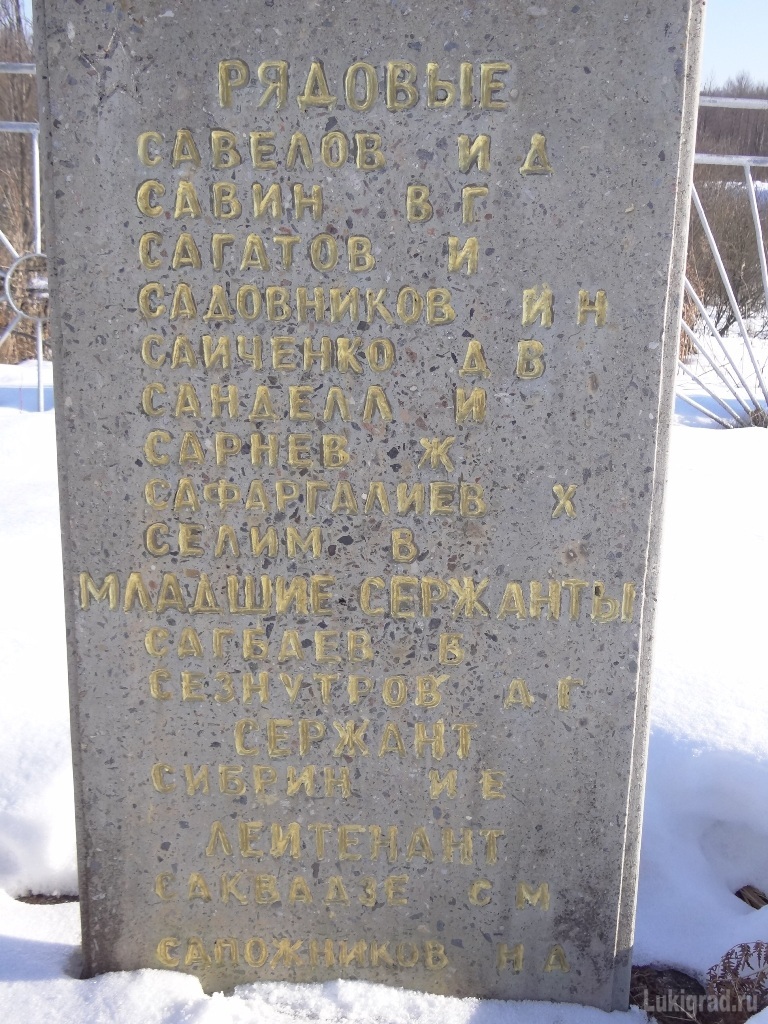 РЯДОВЫЕ
САВЕЛОВ И Д
САВИН В Г
САГАТОВ И
САДОВНИКОВ И Н
САИЧЕНКО Д В
САНДЕЛЛ И
САРНЕВ Ж
САФАРГАЛИЕВ Х
СЕЛИМ В
МЛАДШИЕ СЕРЖАНТЫ
САГБАЕВ В
СЕЗНУТРОВ Д Г
СЕРЖАНТ
СИБРИН И Е
ЛЕЙТЕНАНТ
САКВАДЗЕ С М
САПОЖНИКОВ Н Д
Lukigrad.ru